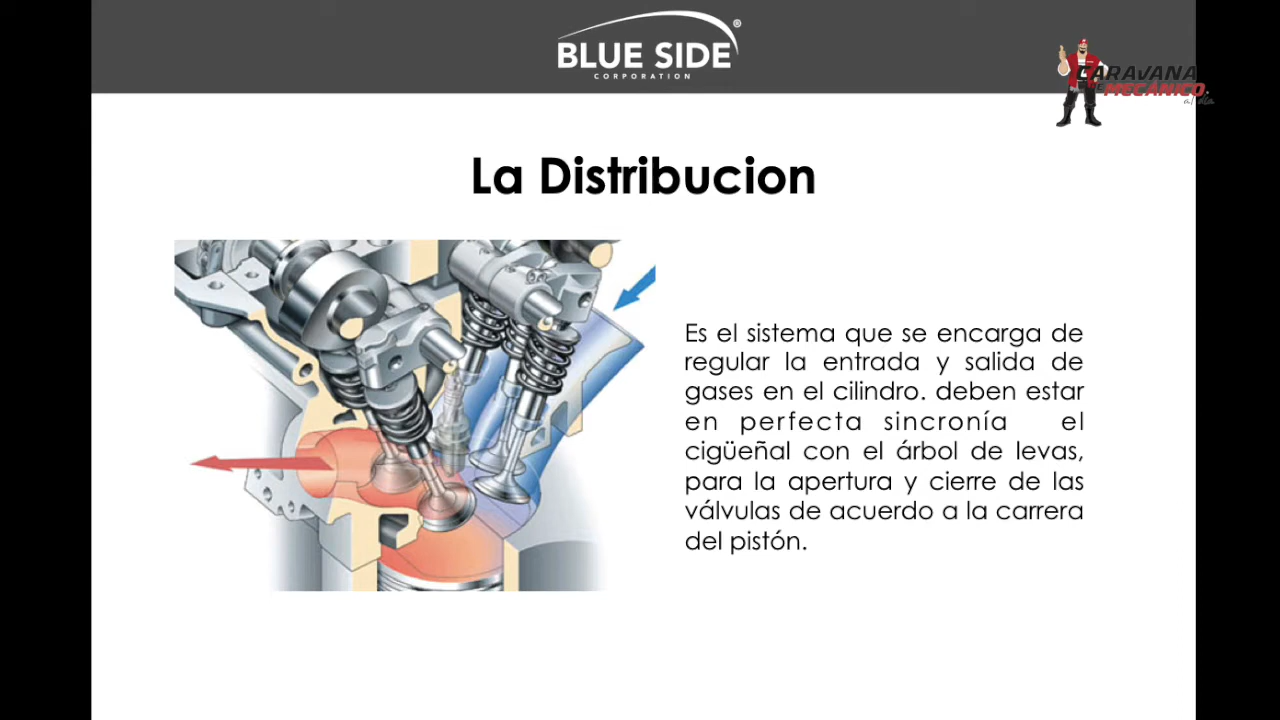 BLUE SIDE®
CORPORATION
CARAVANA
MECÁNICO
al día
La Distribucion
Es el sistema que se encarga de
regular la entrada y salida de
gases en el cilindro. deben estar
en perfecta sincronía el
cigüeñal con el árbol de levas,
para la apertura y cierre de las
válvulas de acuerdo a la carrera
del pistón.